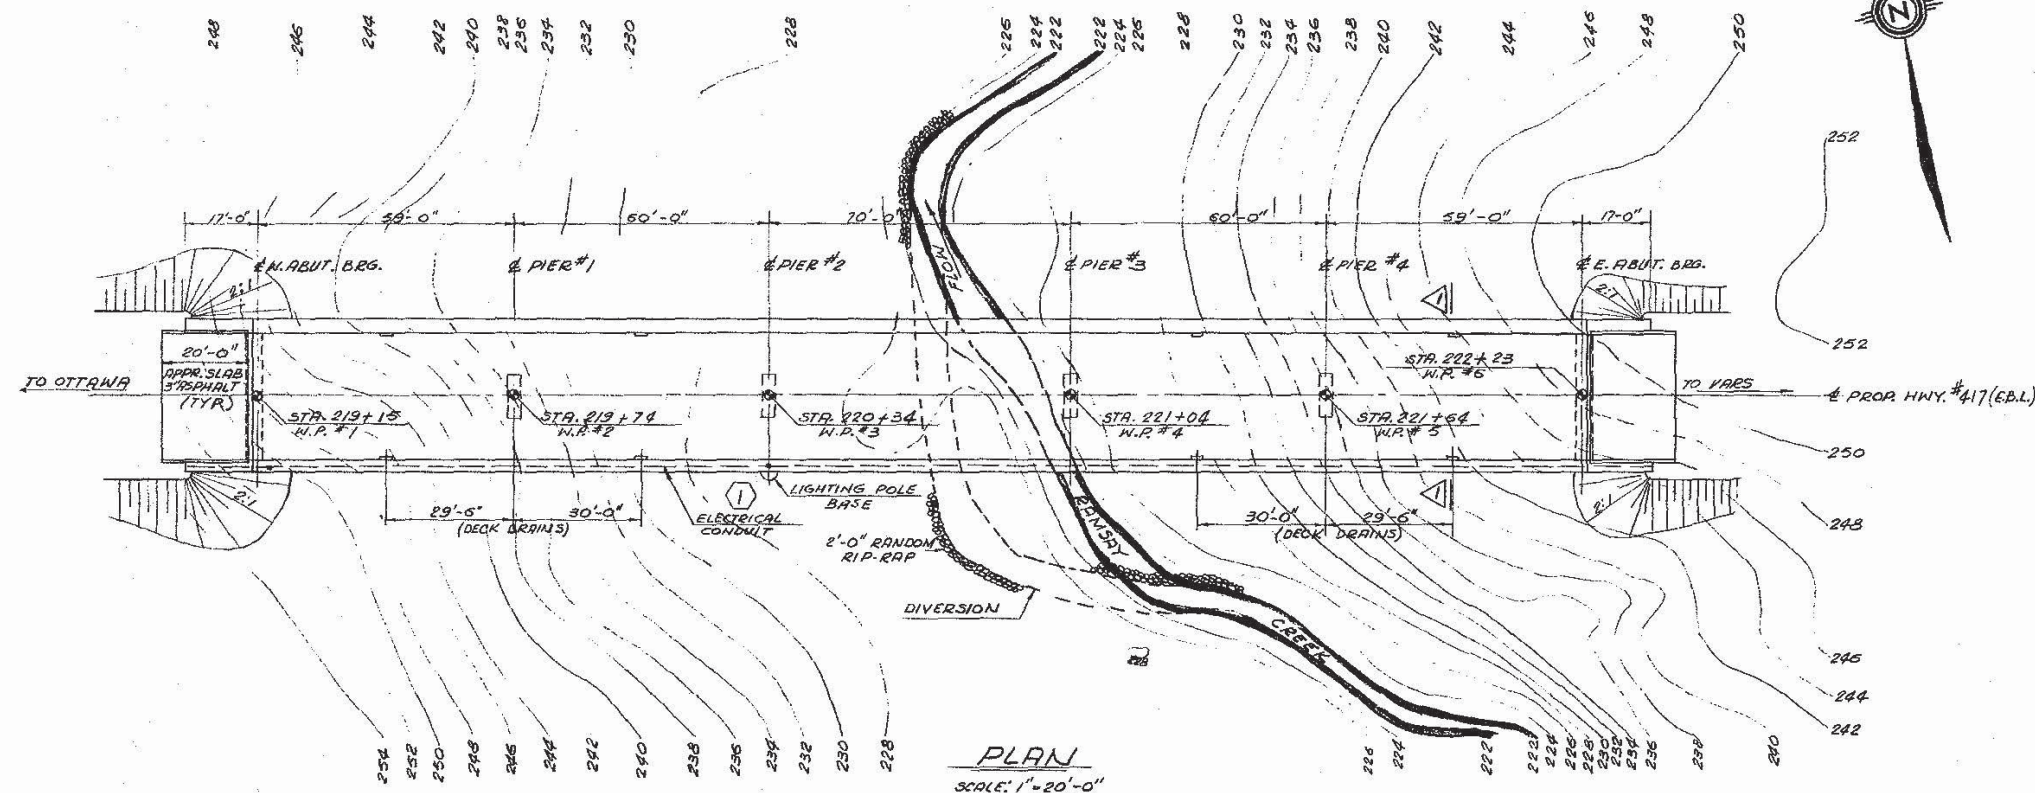 248 246 244 242 240 238 236 234 232 230 228 226 224 222 222 224 226 228 230 232 234 236 238 240 242 244 246 248 250
N
252
17'-0" 59'-0" 60'-0" 70'-0" 60'-0" 59'-0" 17'-0"
℄ W. ABUT. BRG. ℄ PIER #1 ℄ PIER #2 FLOW ℄ PIER #3 ℄ PIER #4 ℄ E. ABUT. BRG.
2:1 2:1
1
252
20'-0"
APPR. SLAB
3" ASPHALT
(TYP.)
TO OTTAWA
STA. 219+15
W.P. #1
STA. 219+74
W.P. #2
STA. 220+34
W.P. #3
STA. 221+04
W.P. #4
STA. 221+64
W.P. #5
STA. 222+23
W.P. #6
TO VARS
℄ PROP. HWY. #417 (E.B.L.)
250
2:1 2:1
29'-6" 30'-0"
(DECK DRAINS)
1
ELECTRICAL
CONDUIT
LIGHTING POLE
BASE
2'-0" RANDOM
RIP-RAP
RAMSAY
1
30'-0" 29'-6"
(DECK DRAINS)
248
DIVERSION
CREEK
228
246
244
242
254 252 250 248 246 244 242 240 238 236 234 232 230 228 226 224 222 222 224 226 228 230 232 234 236 238 240
PLAN
SCALE: 1"=20'-0"